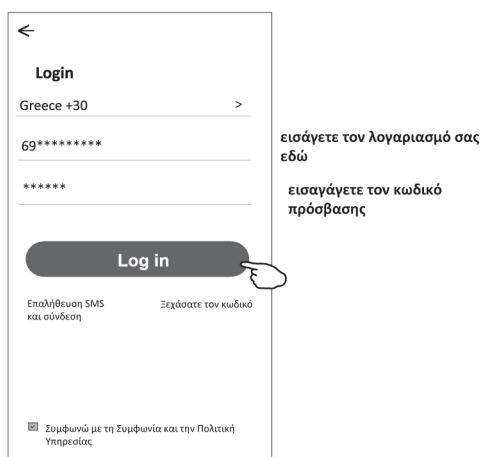 Login
Greece +30 >
69*********
εισάγετε τον λογαριασμό σας
εδώ
******
εισαγάγετε τον κωδικό
πρόσβασης
Log in
Επαλήθευση SMS
και σύνδεση
Ξεχάσατε τον κωδικό
Συμφωνώ με τη Συμφωνία και την Πολιτική
Υπηρεσίας